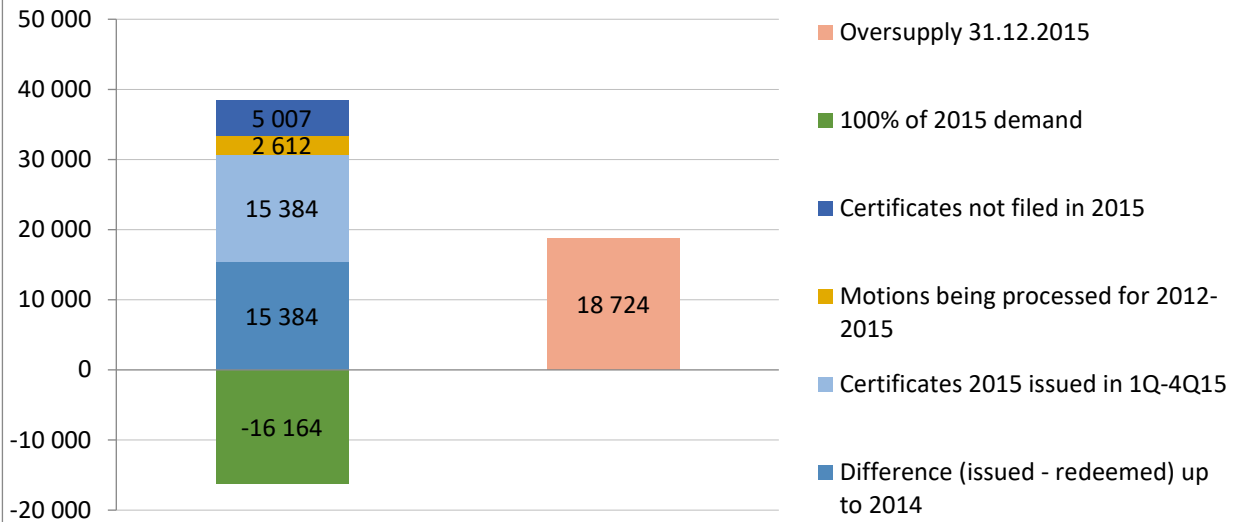 50 000
40 000
30 000
20 000
10 000
0
-10 000
-20 000
5 007
2 612
15 384
15 384
-16 164
18 724
Oversupply 31.12.2015
100% of 2015 demand
Certificates not filed in 2015
Motions being processed for 2012-
2015
Certificates 2015 issued in 1Q-4Q15
Difference (issued - redeemed) up
to 2014